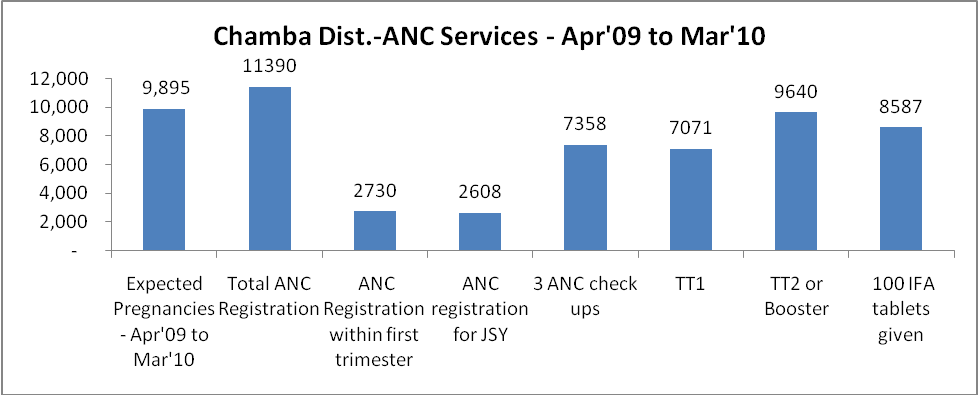 Chamba Dist.-ANC Services - Apr'09 to Mar'10
12,000
10,000
8,000
6,000
4,000
2,000
-
9,895
11390
2730
2608
7358
7071
9640
8587
Expected
Pregnancies
- Apr'09 to
Mar'10
Total ANC
Registration
ANC
Registration
within first
trimester
ANC
registration
for JSY
3 ANC check
ups
TT1
TT2 or
Booster
100 IFA
tablets
given